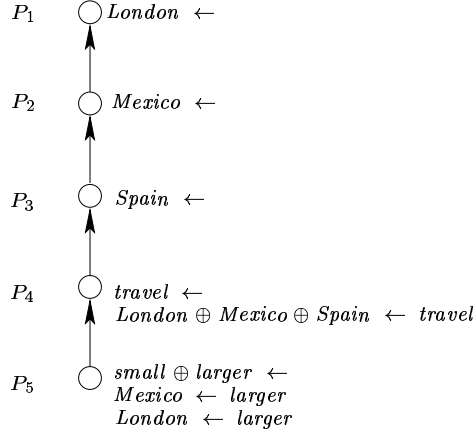 P₁ London ←
P₂ Mexico ←
P₃ Spain ←
P₄ travel ←
London ⊕ Mexico ⊕ Spain ← travel
P₅ small ⊕ larger ←
Mexico ← larger
London ← larger